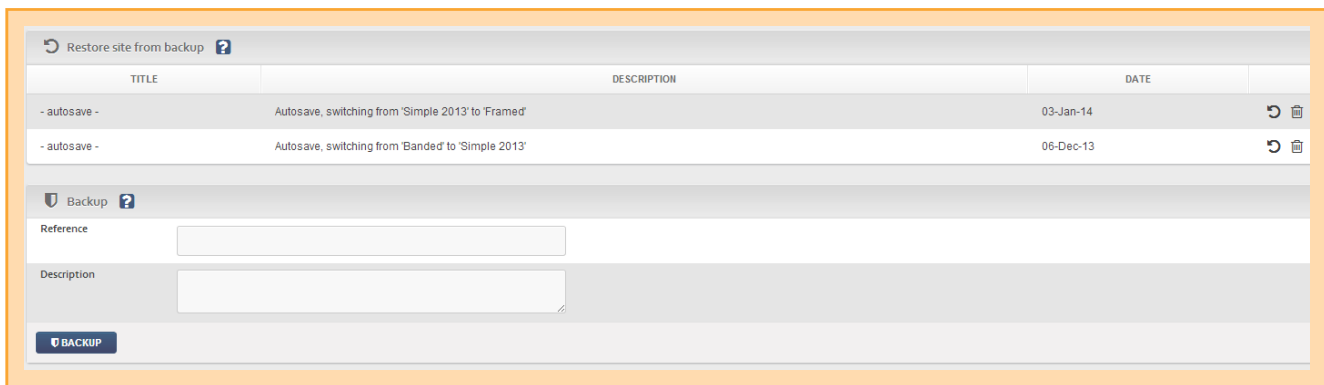 Restore site from backup ?
TITLE DESCRIPTION DATE
- autosave - Autosave, switching from 'Simple 2013' to 'Framed' 03-Jan-14
- autosave - Autosave, switching from 'Banded' to 'Simple 2013' 06-Dec-13
Backup ?
Reference
Description
BACKUP